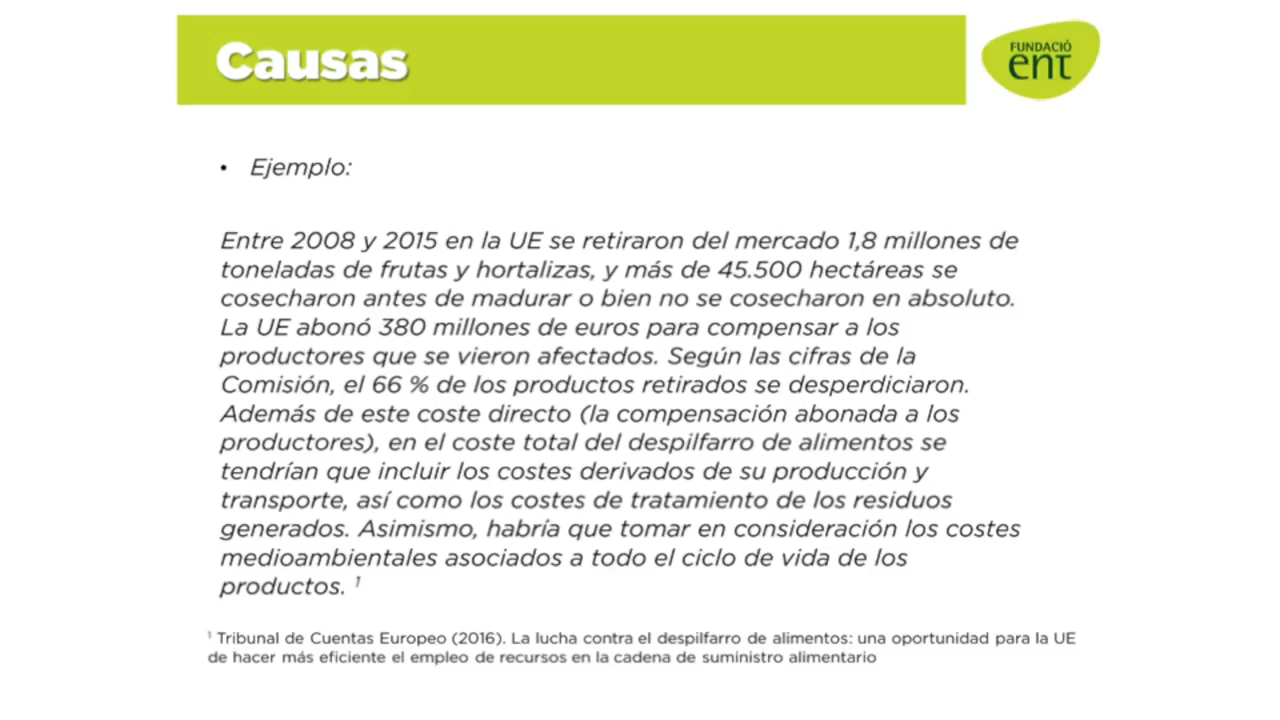 Causas
FUNDACIÓ
ent
• Ejemplo:
Entre 2008 y 2015 en la UE se retiraron del mercado 1,8 millones de
toneladas de frutas y hortalizas, y más de 45.500 hectáreas se
cosecharon antes de madurar o bien no se cosecharon en absoluto.
La UE abonó 380 millones de euros para compensar a los
productores que se vieron afectados. Según las cifras de la
Comisión, el 66 % de los productos retirados se desperdiciaron.
Además de este coste directo (la compensación abonada a los
productores), en el coste total del despilfarro de alimentos se
tendrían que incluir los costes derivados de su producción y
transporte, así como los costes de tratamiento de los residuos
generados. Asimismo, habría que tomar en consideración los costes
medioambientales asociados a todo el ciclo de vida de los
productos. ¹
¹ Tribunal de Cuentas Europeo (2016). La lucha contra el despilfarro de alimentos: una oportunidad para la UE
de hacer más eficiente el empleo de recursos en la cadena de suministro alimentario